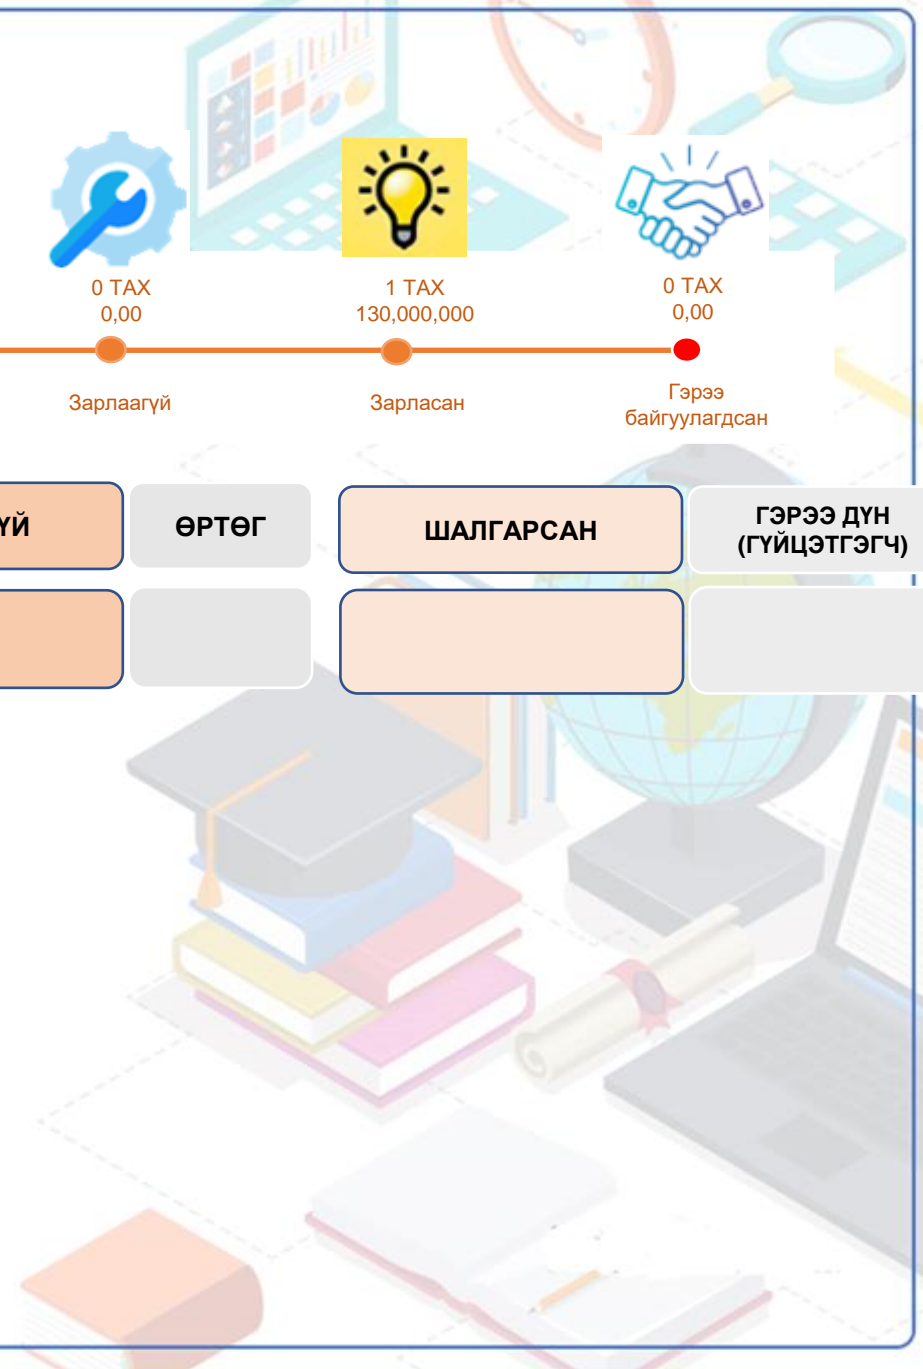 0 ТАХ
0,00
1 ТАХ
130,000,000
0 ТАХ
0,00
Зарлаагүй
Зарласан
Гэрээ
байгуулагдсан
ҮЙ
ӨРТӨГ
ШАЛГАРСАН
ГЭРЭЭ ДҮН
(ГҮЙЦЭТГЭГЧ)